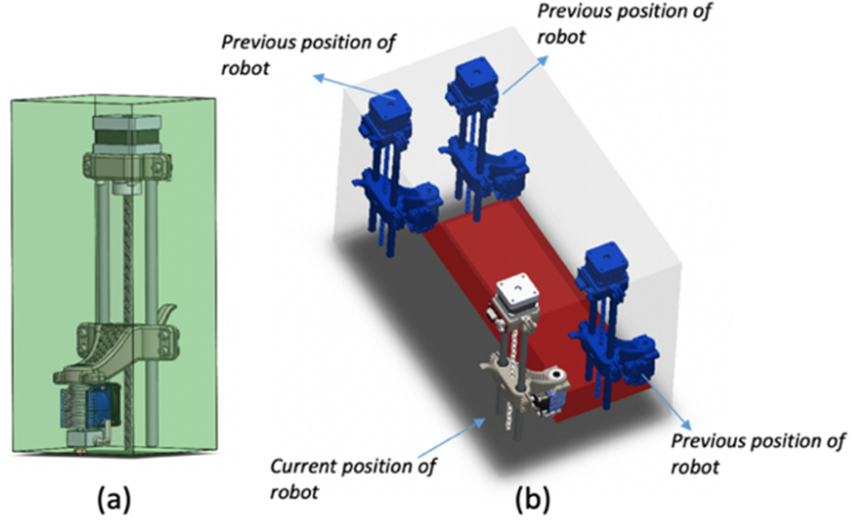 Previous position of
robot
Previous position of
robot
Current position of
robot
Previous position of
robot
(a)
(b)